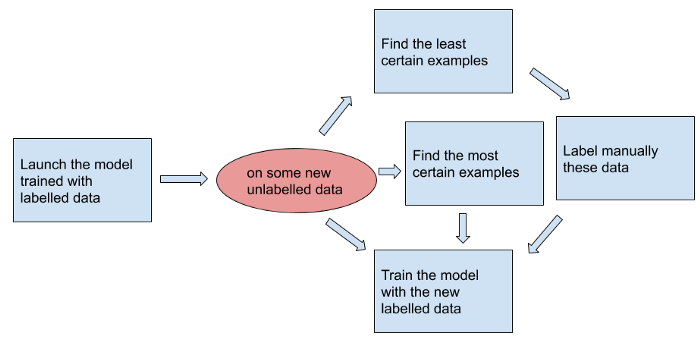 Launch the model
trained with
labelled data
on some new
unlabelled data
Find the least
certain examples
Find the most
certain examples
Label manually
these data
Train the model
with the new
labelled data